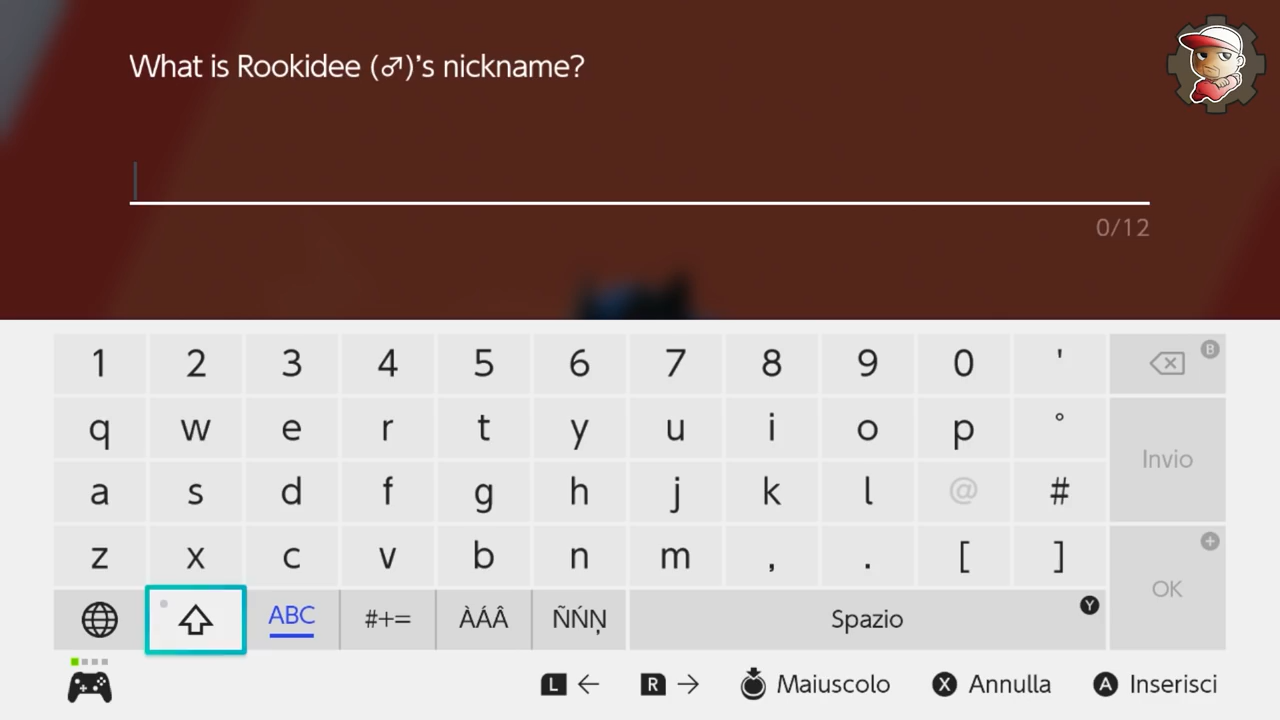 What is Rookidee (♂)'s nickname?
0/12
1 2 3 4 5 6 7 8 9 0 ' B
q w e r t y u i o p ° Invio
a s d f g h j k l @ #
z x c v b n m , . [ ] + OK
ABC #+= ÀÁÂ ÑŃŅ Spazio Y
L ← R → Maiuscolo X Annulla A Inserisci